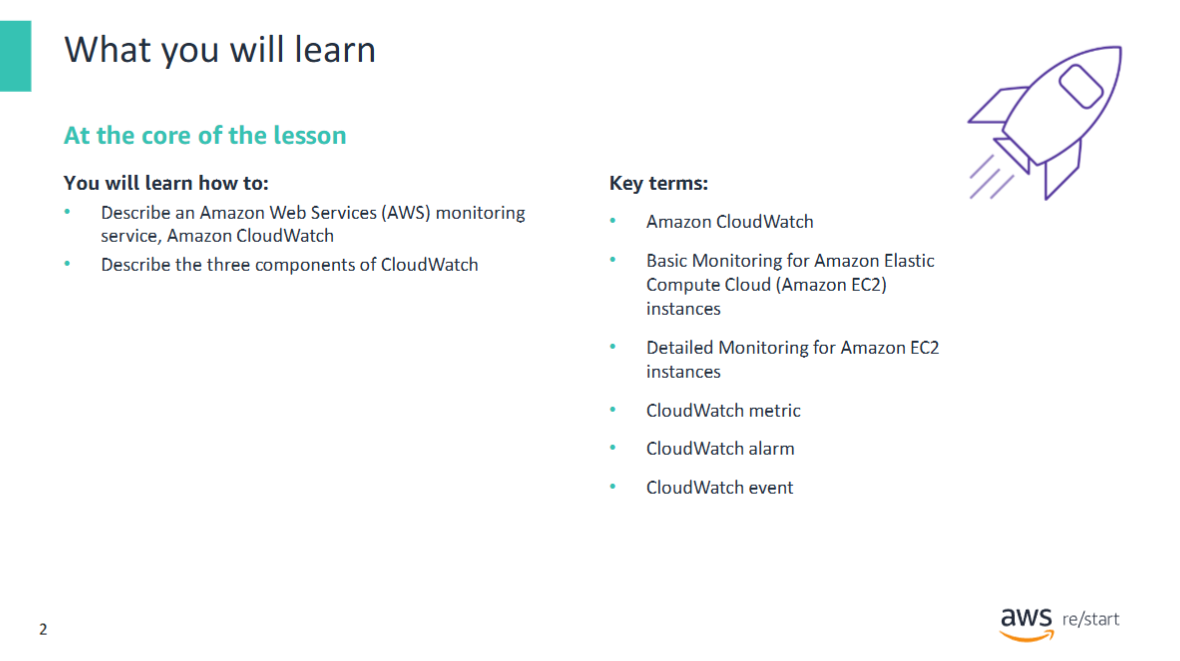 What you will learn
At the core of the lesson
You will learn how to:
• Describe an Amazon Web Services (AWS) monitoring
service, Amazon CloudWatch
• Describe the three components of CloudWatch
Key terms:
• Amazon CloudWatch
• Basic Monitoring for Amazon Elastic
Compute Cloud (Amazon EC2)
instances
• Detailed Monitoring for Amazon EC2
instances
• CloudWatch metric
• CloudWatch alarm
• CloudWatch event
2
aws re/start